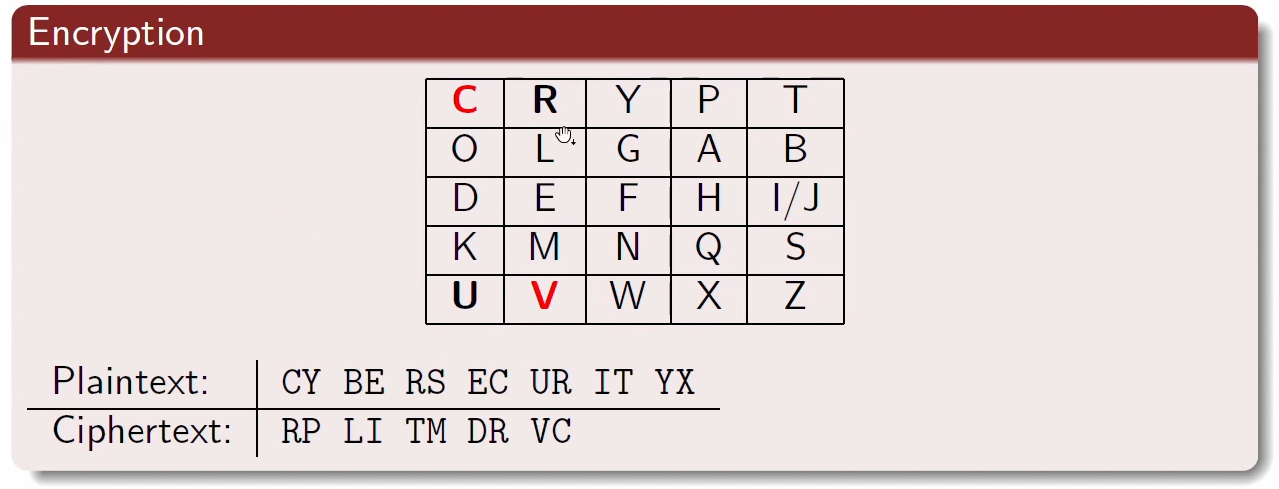 Encryption
C R Y P T
O L G A B
D E F H I/J
K M N Q S
U V W X Z
Plaintext: CY BE RS EC UR IT YX
Ciphertext: RP LI TM DR VC